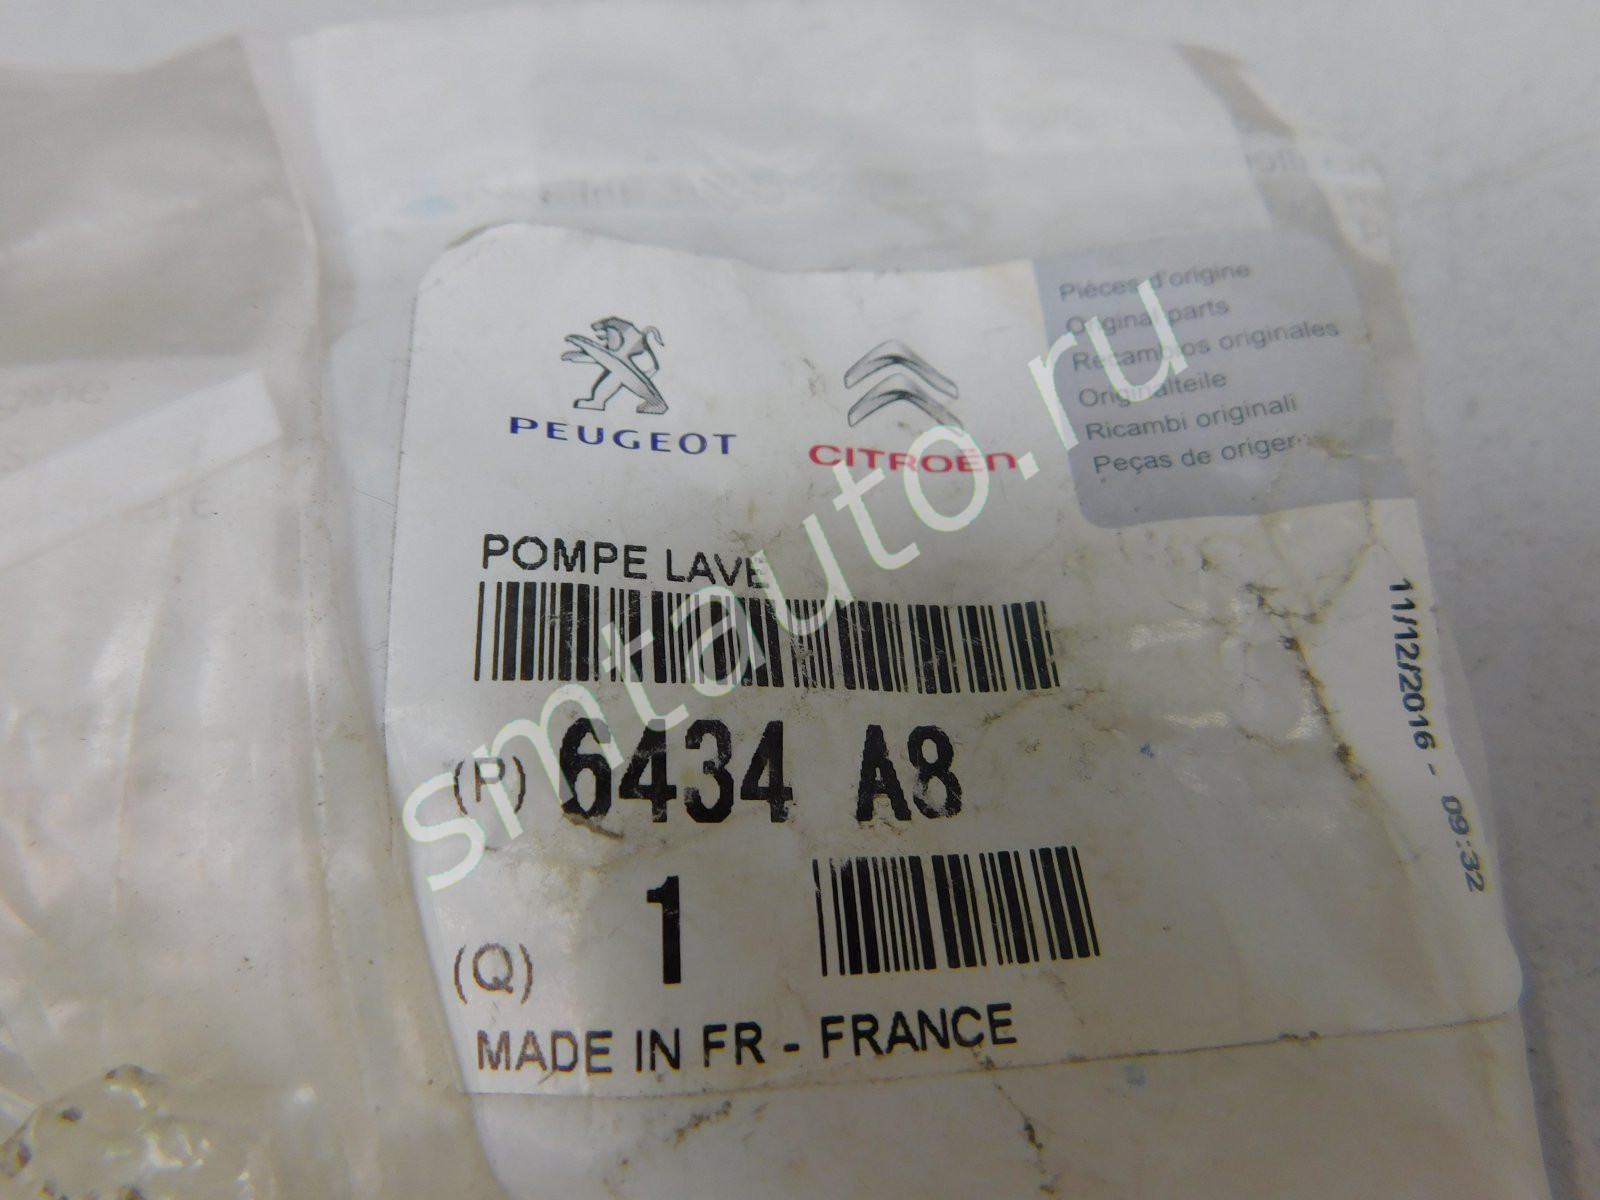 PEUGEOT
CITROËN
Pièces d'origine
Original parts
Recambios originales
Originalteile
Ricambi originali
Peças de origem
POMPE LAVE
(P) 6434 A8
(Q) 1
MADE IN FR - FRANCE
11/12/2016 - 09:32
smtauto.ru